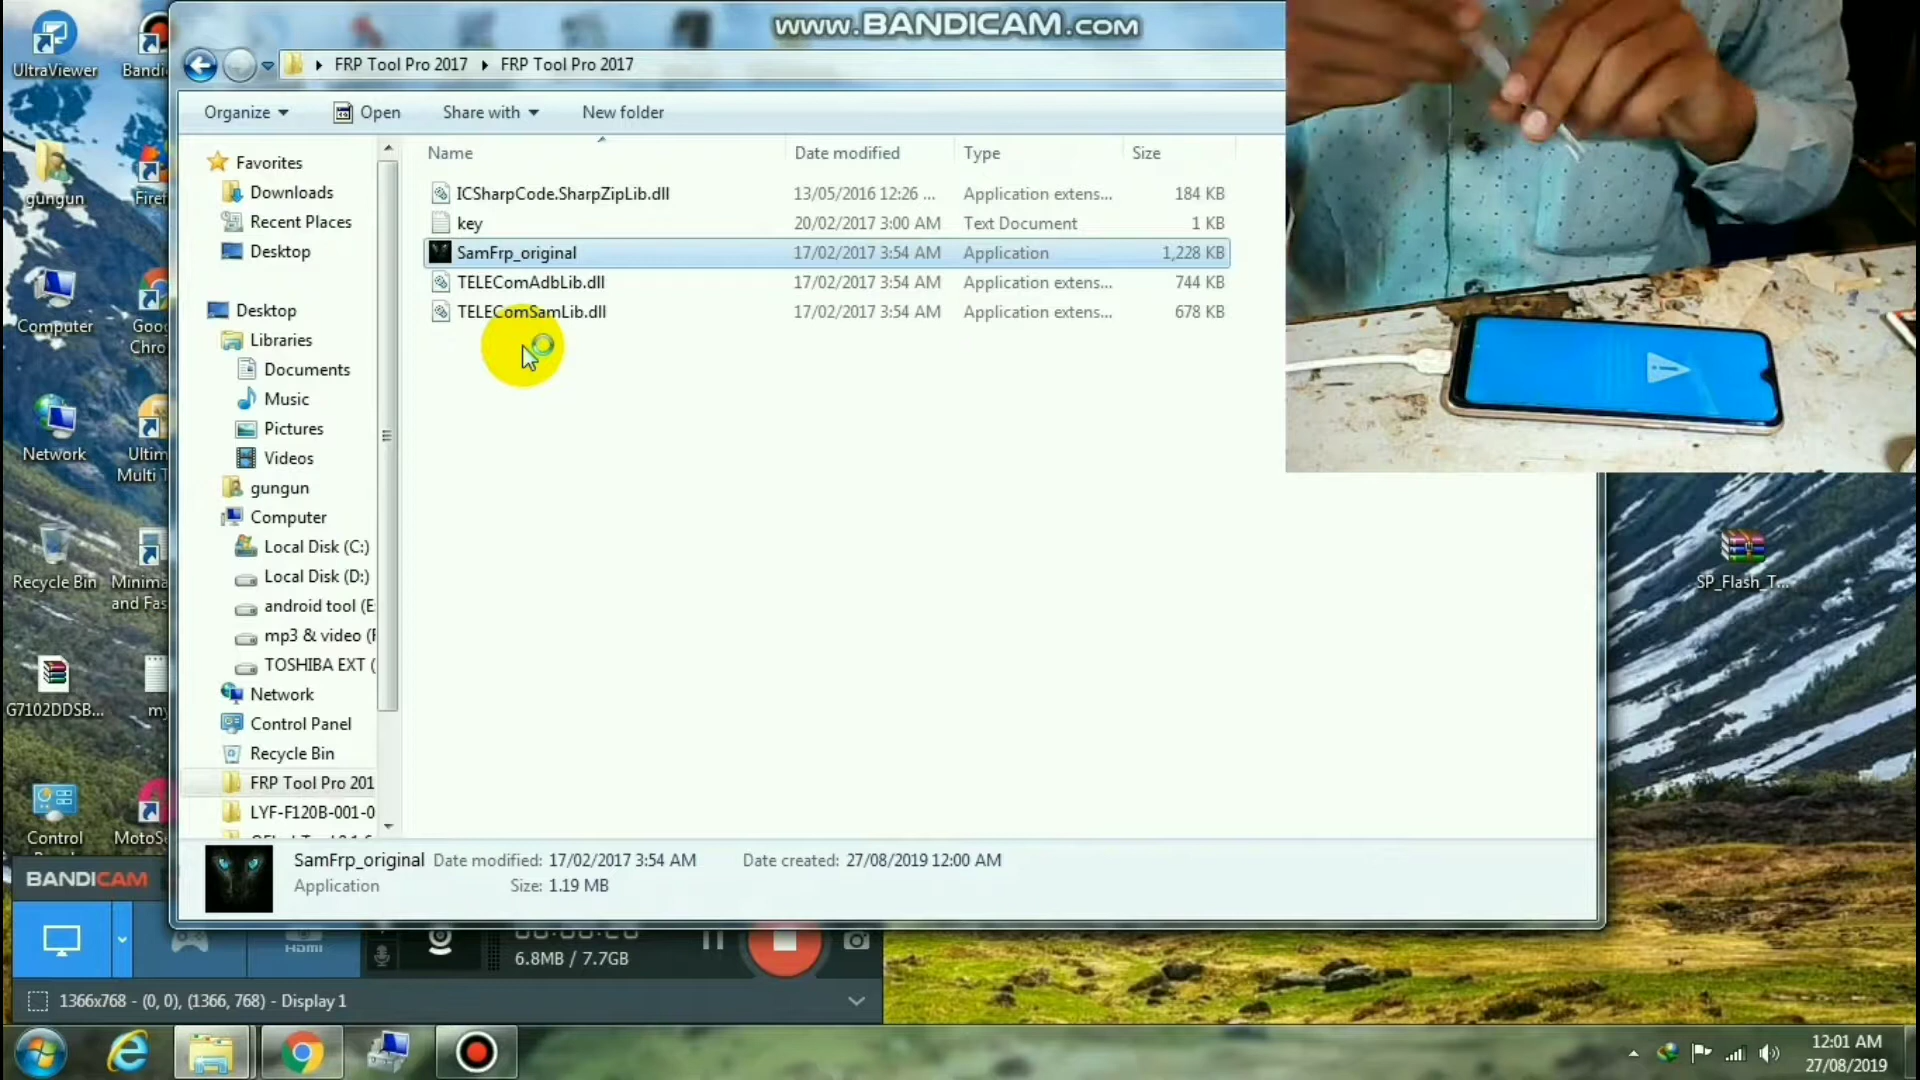 www.BANDICAM.com
UltraViewer
Bandi
FRP Tool Pro 2017
FRP Tool Pro 2017
Organize
Open
Share with
New folder
Name
Date modified
Type
Size
Favorites
Downloads
Recent Places
Desktop
ICSharpCode.SharpZipLib.dll
13/05/2016 12:26 ...
Application extens...
184 KB
key
20/02/2017 3:00 AM
Text Document
1 KB
SamFrp_original
17/02/2017 3:54 AM
Application
1,228 KB
TELEComAdbLib.dll
17/02/2017 3:54 AM
Application extens...
744 KB
TELEComSamLib.dll
17/02/2017 3:54 AM
Application extens...
678 KB
gungun
Firef
Computer
Goo
Chro
Network
Ultim
Multi T
Recycle Bin
Minima
and Fas
G7102DDSB...
my
Control
MotoSe
Desktop
Libraries
Documents
Music
Pictures
Videos
gungun
Computer
Local Disk (C:)
Local Disk (D:)
android tool (E
mp3 & video (F
TOSHIBA EXT (
Network
Control Panel
Recycle Bin
FRP Tool Pro 201
LYF-F120B-001-0
SP_Flash_T...
SamFrp_original
Date modified: 17/02/2017 3:54 AM
Date created: 27/08/2019 12:00 AM
Application
Size: 1.19 MB
BANDICAM
HDMI
6.8MB / 7.7GB
1366x768 - (0, 0), (1366, 768) - Display 1
12:01 AM
27/08/2019